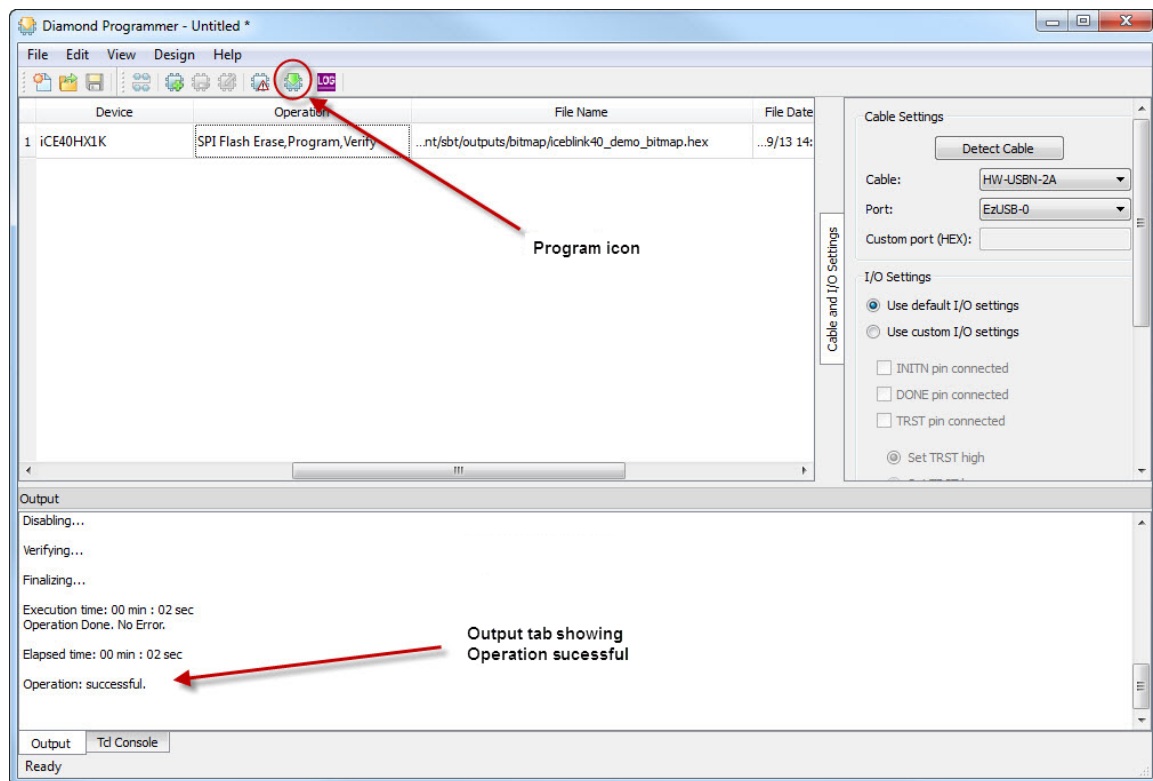 Diamond Programmer - Untitled *
File Edit View Design Help
LOG
Device Operation File Name File Date
1 iCE40HX1K SPI Flash Erase,Program,Verify ...nt/sbt/outputs/bitmap/iceblink40_demo_bitmap.hex ...9/13 14:
Program icon
Cable and I/O Settings
Cable Settings
Detect Cable
Cable: HW-USBN-2A
Port: EzUSB-0
Custom port (HEX):
I/O Settings
Use default I/O settings
Use custom I/O settings
INITN pin connected
DONE pin connected
TRST pin connected
Set TRST high
Output
Disabling...
Verifying...
Finalizing...
Execution time: 00 min : 02 sec
Operation Done. No Error.
Elapsed time: 00 min : 02 sec
Operation: successful.
Output tab showing
Operation sucessful
Output Tcl Console
Ready